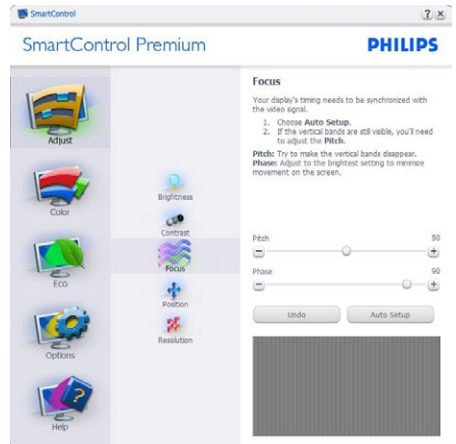 SmartControl
SmartControl Premium
PHILIPS
Adjust
Color
Eco
Options
Help
Brightness
Contrast
Focus
Position
Resolution
Focus
Your display's timing needs to be synchronized with
the video signal.
1. Choose Auto Setup.
2. If the vertical bands are still visible, you'll need
to adjust the Pitch.
Pitch: Try to make the vertical bands disappear.
Phase: Adjust to the brightest setting to minimize
movement on the screen.
Pitch 50
Phase 90
Undo Auto Setup